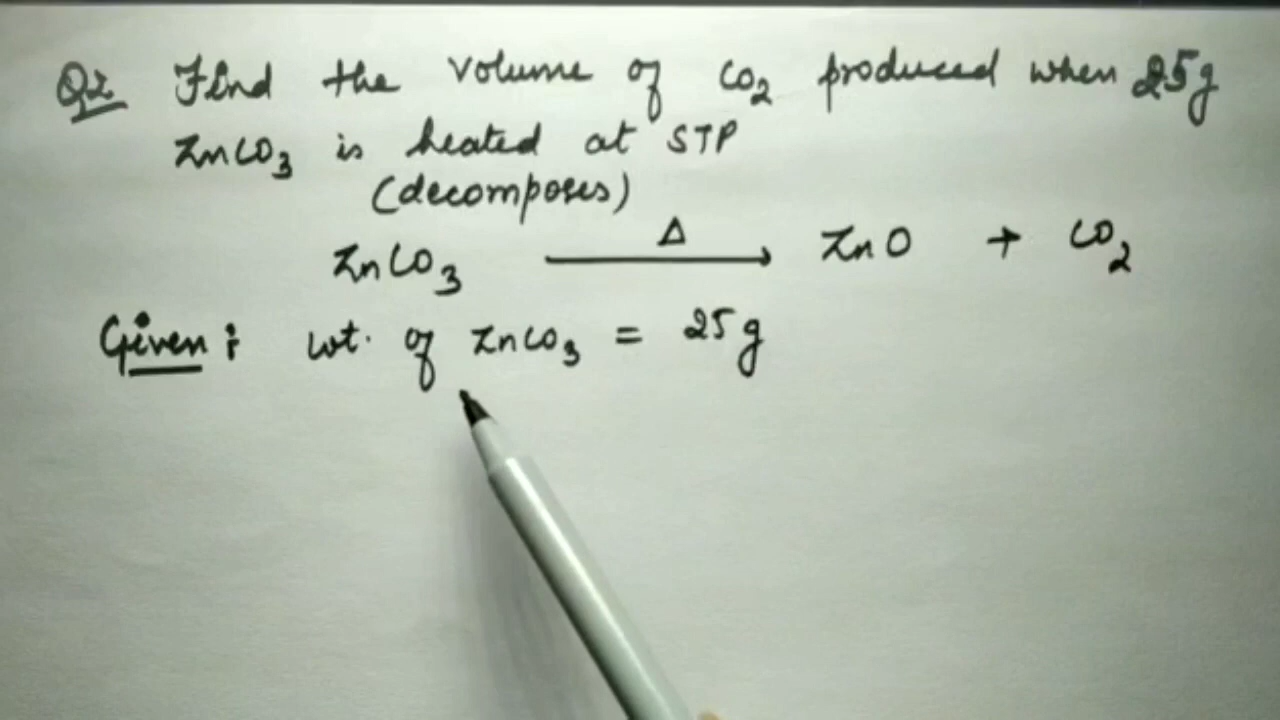 Q2 Find the volume of CO2 produced when 25g
ZnCO3 is heated at STP
(decomposes)
ZnCO3 Δ → ZnO + CO2
Given: wt. of ZnCO3 = 25g